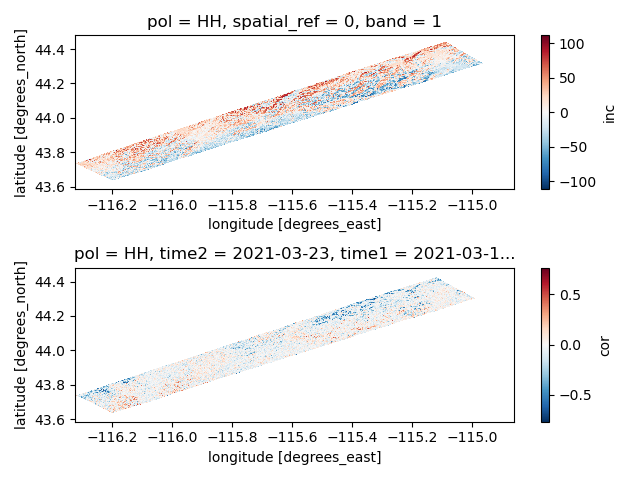 pol = HH, spatial_ref = 0, band = 1
44.4
44.2
44.0
43.8
43.6
latitude [degrees_north]
−116.2 −116.0 −115.8 −115.6 −115.4 −115.2 −115.0
longitude [degrees_east]
100
50
0
−50
−100
inc
pol = HH, time2 = 2021-03-23, time1 = 2021-03-1...
44.4
44.2
44.0
43.8
43.6
latitude [degrees_north]
−116.2 −116.0 −115.8 −115.6 −115.4 −115.2 −115.0
longitude [degrees_east]
0.5
0.0
−0.5
cor